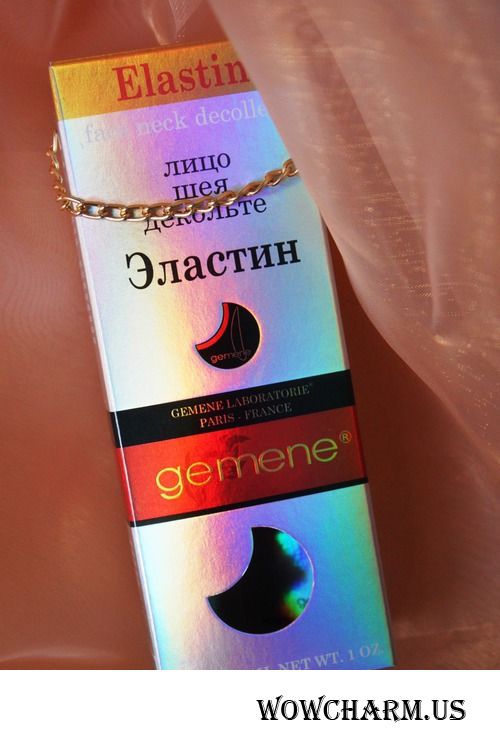 Elastin
face neck decolle
лицо
шея
декольте
Эластин
gemene
GEMENE LABORATORIE®
PARIS - FRANCE
gemene®
NET WT. 1 OZ
WOWCHARM.US